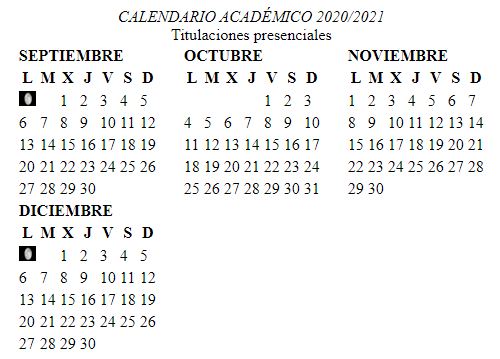 CALENDARIO ACADÉMICO 2020/2021
Titulaciones presenciales
SEPTIEMBRE OCTUBRE NOVIEMBRE
L M X J V S D L M X J V S D L M X J V S D
1 2 3 4 5 1 2 3 1 2 3 4 5 6 7
6 7 8 9 10 11 12 4 5 6 7 8 9 10 8 9 10 11 12 13 14
13 14 15 16 17 18 19 11 12 13 14 15 16 17 15 16 17 18 19 20 21
20 21 22 23 24 25 26 18 19 20 21 22 23 24 22 23 24 25 26 27 28
27 28 29 30 25 26 27 28 29 30 31 29 30
DICIEMBRE
L M X J V S D
1 2 3 4 5
6 7 8 9 10 11 12
13 14 15 16 17 18 19
20 21 22 23 24 25 26
27 28 29 30